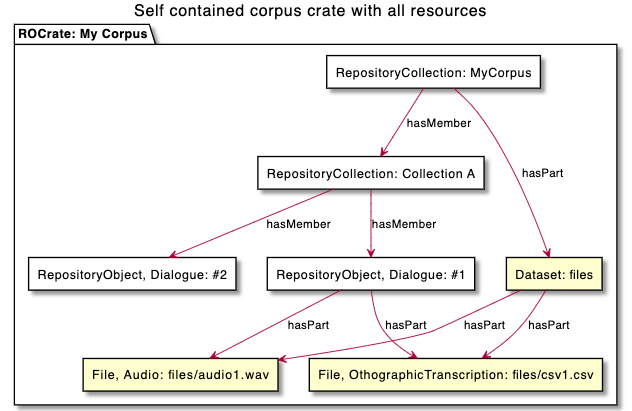 Self contained corpus crate with all resources
ROCrate: My Corpus
RepositoryCollection: MyCorpus
hasMember
RepositoryCollection: Collection A
hasPart
hasMember
hasMember
RepositoryObject, Dialogue: #2
RepositoryObject, Dialogue: #1
Dataset: files
hasPart
hasPart
hasPart
hasPart
File, Audio: files/audio1.wav
File, OthographicTranscription: files/csv1.csv